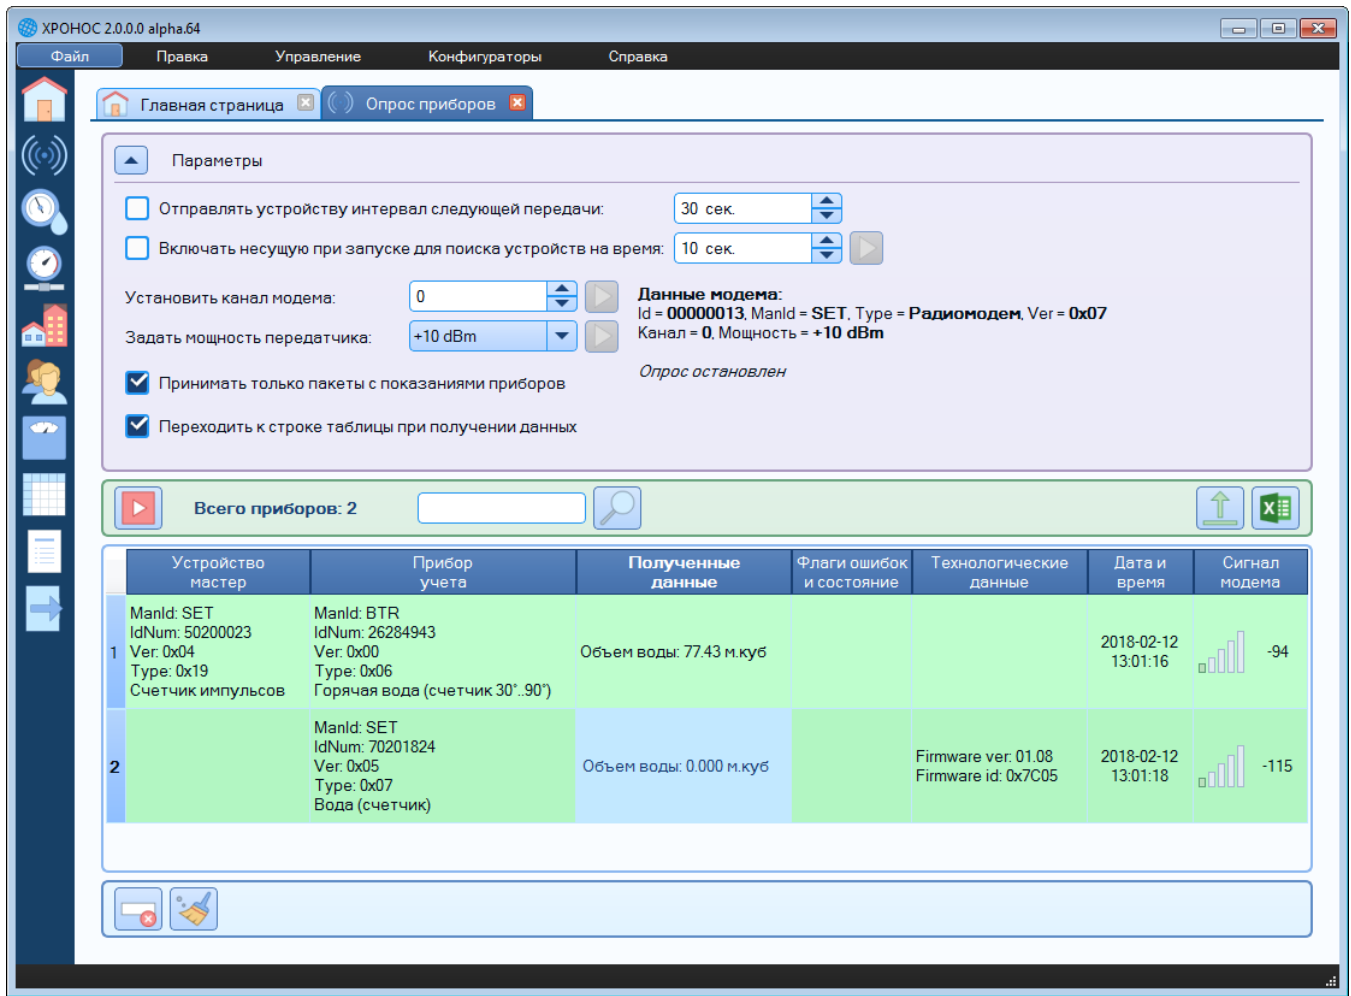 ХРОНОС 2.0.0.0 alpha.64
Файл Правка Управление Конфигураторы Справка
Главная страница Опрос приборов
Параметры
Отправлять устройству интервал следующей передачи: 30 сек.
Включать несущую при запуске для поиска устройств на время: 10 сек.
Установить канал модема: 0
Задать мощность передатчика: +10 dBm
Данные модема:
Id = 00000013, ManId = SET, Type = Радиомодем, Ver = 0x07
Канал = 0, Мощность = +10 dBm
Опрос остановлен
Принимать только пакеты с показаниями приборов
Переходить к строке таблицы при получении данных
Всего приборов: 2
Устройство мастер
Прибор учета
Полученные данные
Флаги ошибок и состояние
Технологические данные
Дата и время
Сигнал модема
1
ManId: SET
IdNum: 50200023
Ver: 0x04
Type: 0x19
Счетчик импульсов
ManId: BTR
IdNum: 26284943
Ver: 0x00
Type: 0x06
Горячая вода (счетчик 30°..90°)
Объем воды: 77.43 м.куб
2018-02-12
13:01:16
-94
2
ManId: SET
IdNum: 70201824
Ver: 0x05
Type: 0x07
Вода (счетчик)
Объем воды: 0.000 м.куб
Firmware ver: 01.08
Firmware id: 0x7C05
2018-02-12
13:01:18
-115